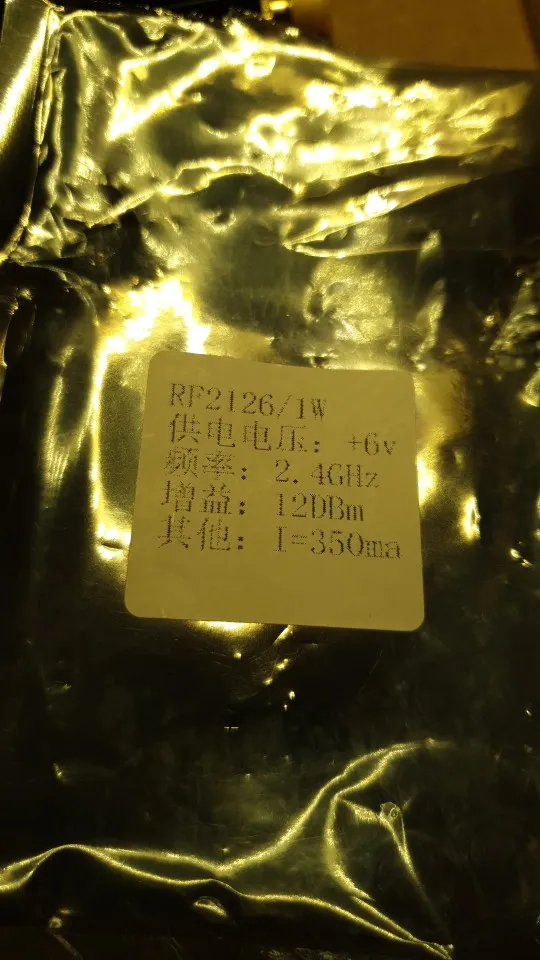 RF2126/1W
供电电压: +6v
频率: 2.4GHz
增益: 12DBm
其他: I=350ma